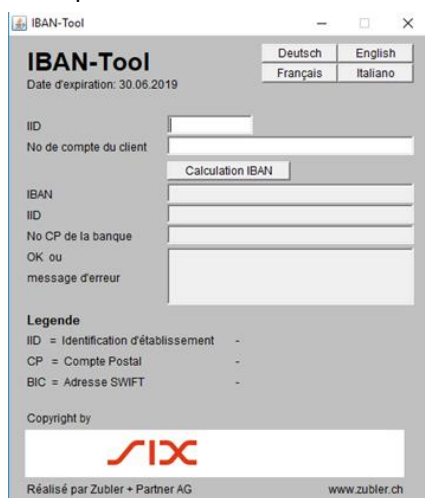 IBAN-Tool
IBAN-Tool
Deutsch English
Français Italiano
Date d'expiration: 30.06.2019
IID
No de compte du client
Calculation IBAN
IBAN
IID
No CP de la banque
OK ou
message d'erreur
Legende
IID = Identification d'établissement -
CP = Compte Postal -
BIC = Adresse SWIFT -
Copyright by
SIX
Réalisé par Zubler + Partner AG www.zubler.ch